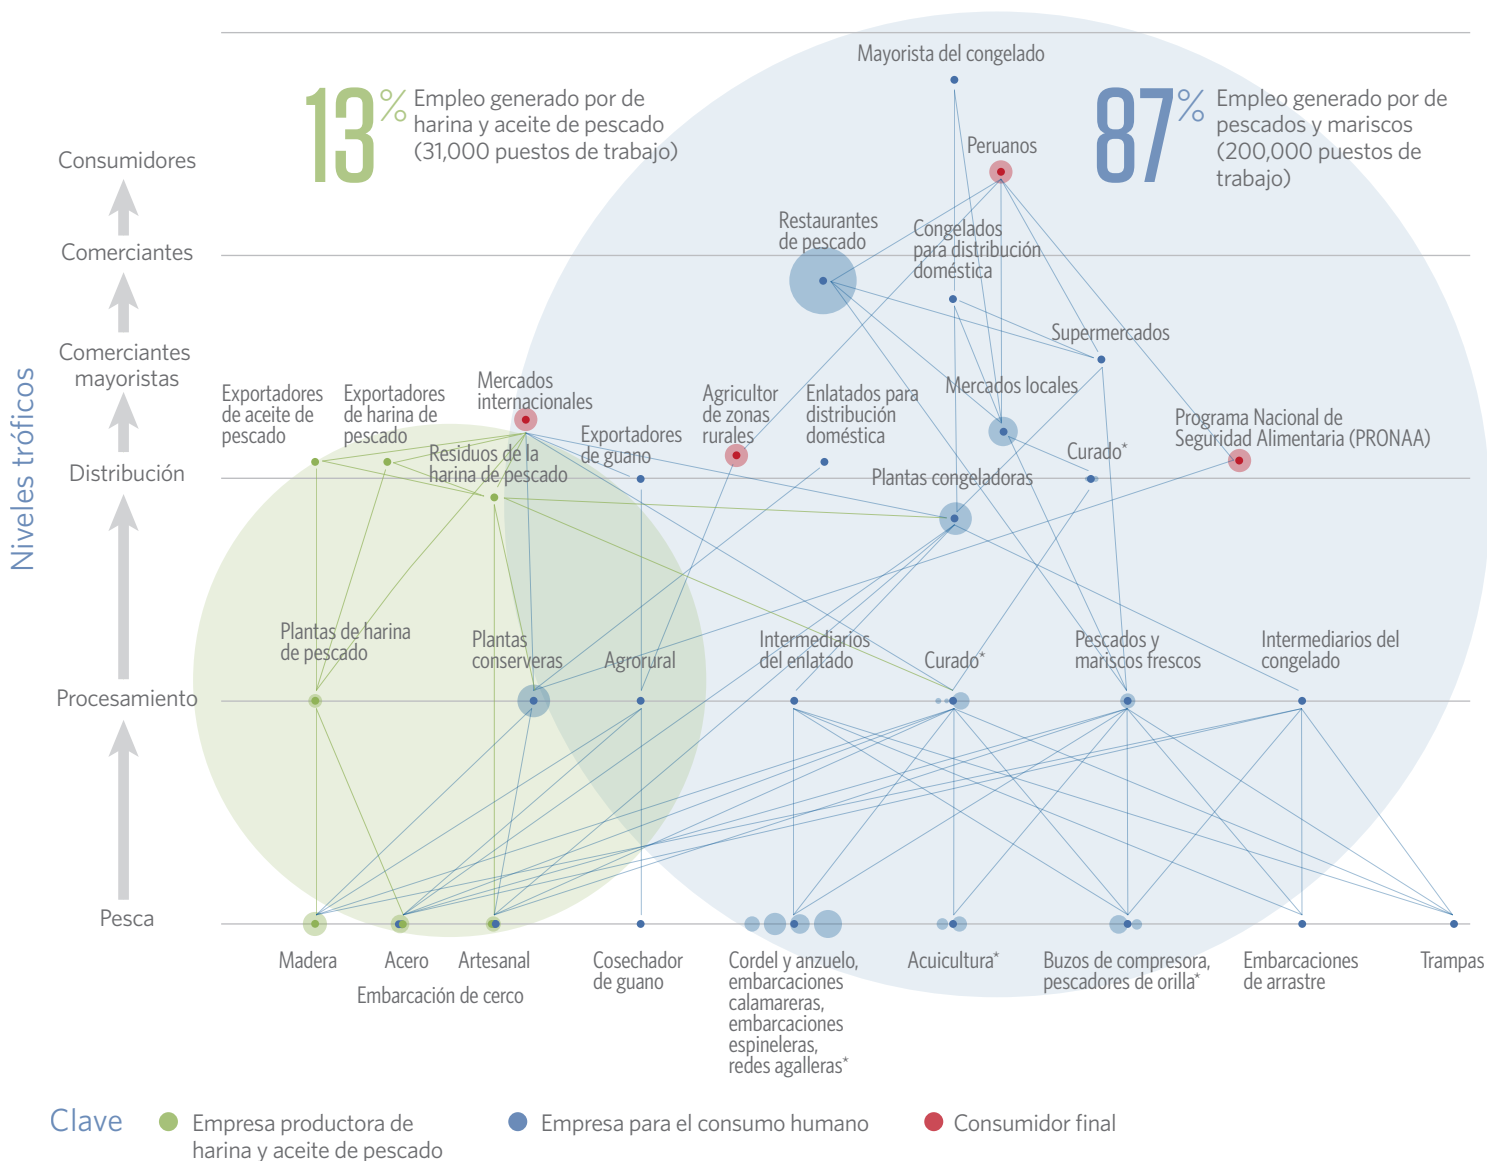 Mayorista del congelado
13%
Empleo generado por de
harina y aceite de pescado
(31,000 puestos de trabajo)
87%
Empleo generado por de
pescados y mariscos
(200,000 puestos de
trabajo)
Peruanos
Niveles tróficos
Consumidores
Comerciantes
Comerciantes
mayoristas
Distribución
Procesamiento
Pesca
Restaurantes
de pescado
Congelados
para distribución
doméstica
Supermercados
Exportadores
de aceite de
pescado
Exportadores
de harina de
pescado
Mercados
internacionales
Residuos de la
harina de pescado
Exportadores
de guano
Agricultor
de zonas
rurales
Enlatados para
distribución
doméstica
Mercados locales
Plantas congeladoras
Curado*
Programa Nacional de
Seguridad Alimentaria (PRONAA)
Plantas de harina
de pescado
Plantas
conserveras
Agrorural
Intermediarios
del enlatado
Curado*
Pescados y
mariscos frescos
Intermediarios del
congelado
Madera
Acero
Artesanal
Embarcación de cerco
Cosechador
de guano
Cordel y anzuelo,
embarcaciones
calamareras,
embarcaciones
espineleras,
redes agalleras*
Acuicultura*
Buzos de compresora,
pescadores de orilla*
Embarcaciones
de arrastre
Trampas
Clave
Empresa productora de
harina y aceite de pescado
Empresa para el consumo humano
Consumidor final